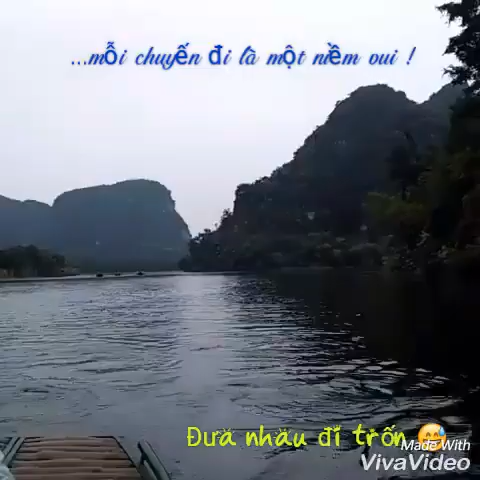 ...mỗi chuyến đi là một niềm vui !
Đưa nhau đi trốn 😅
Made With
VivaVideo